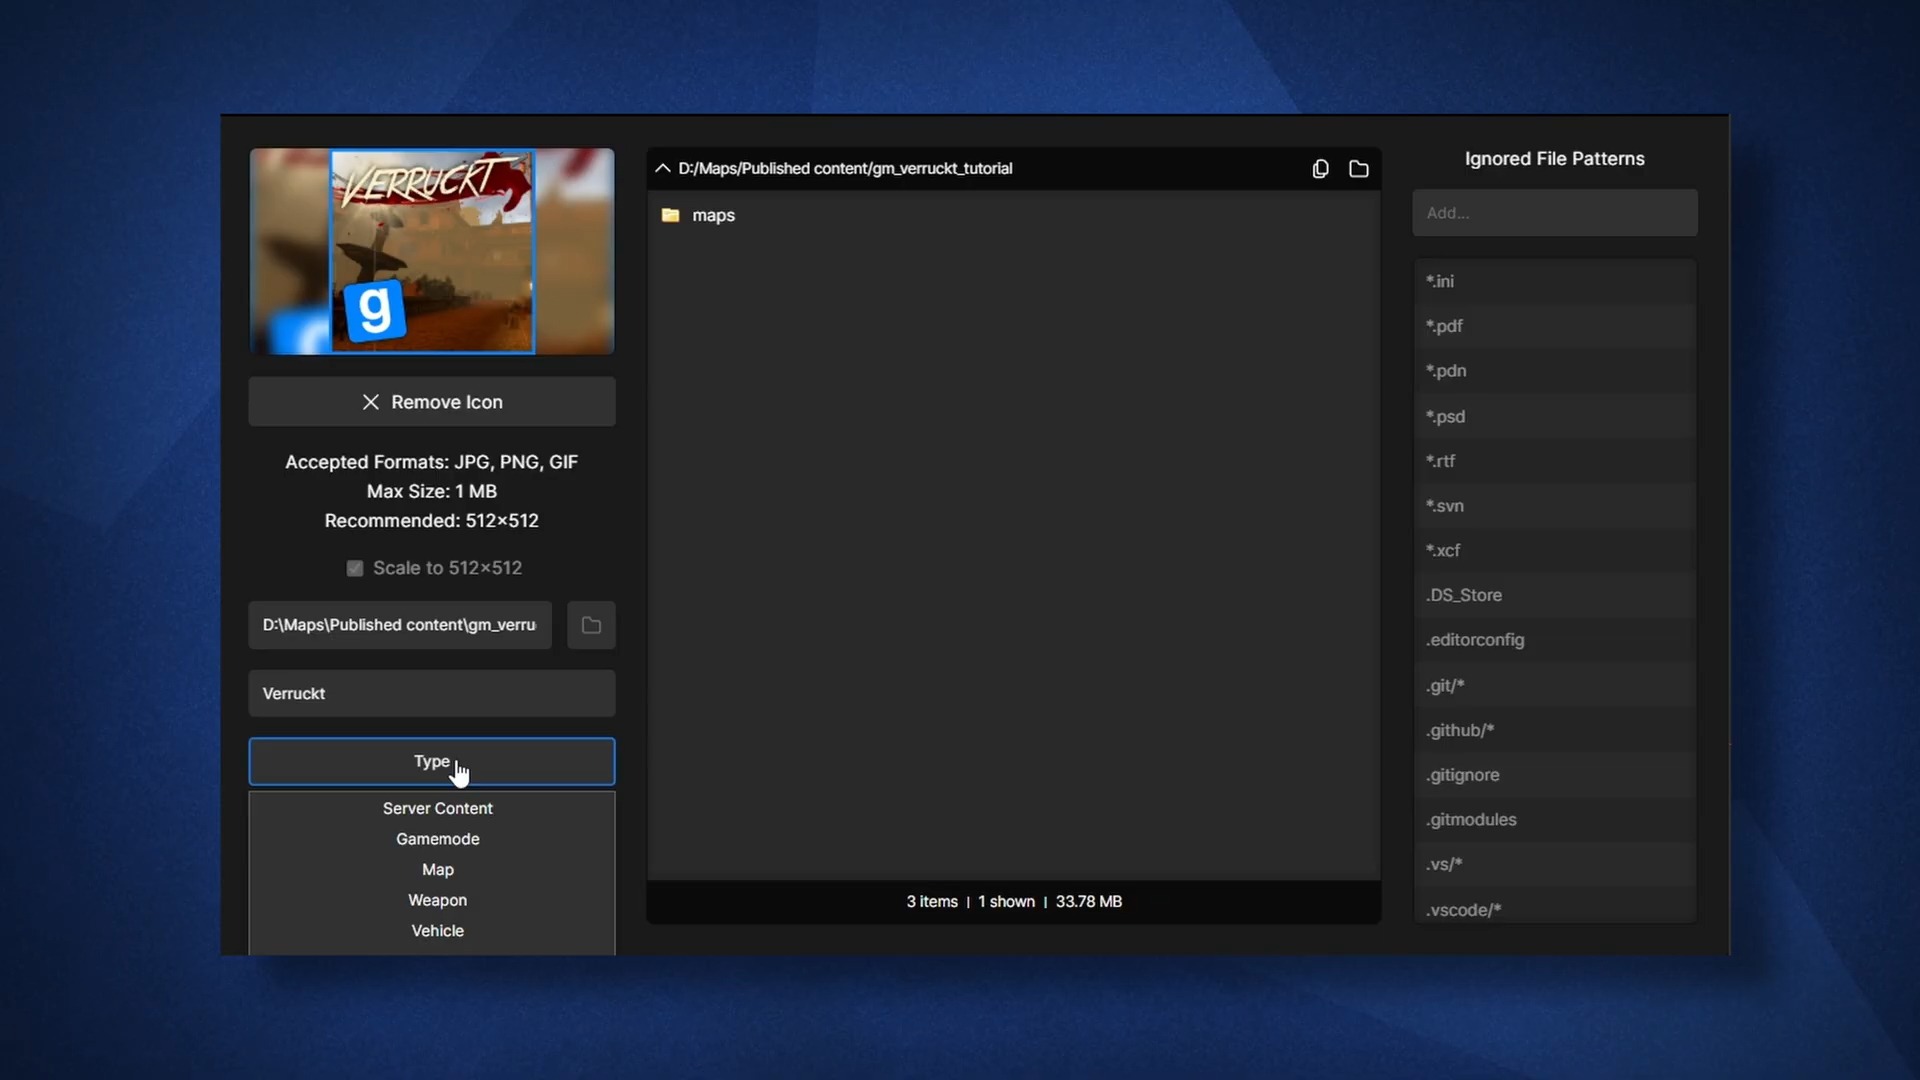 VERRUCKT
g
Remove Icon
Accepted Formats: JPG, PNG, GIF
Max Size: 1 MB
Recommended: 512×512
Scale to 512×512
D:\Maps\Published content\gm_verru
Verruckt
Type
Server Content
Gamemode
Map
Weapon
Vehicle
D:/Maps/Published content/gm_verruckt_tutorial
maps
3 items | 1 shown | 33.78 MB
Ignored File Patterns
Add...
*.ini
*.pdf
*.pdn
*.psd
*.rtf
*.svn
*.xcf
.DS_Store
.editorconfig
.git/*
.github/*
.gitignore
.gitmodules
.vs/*
.vscode/*